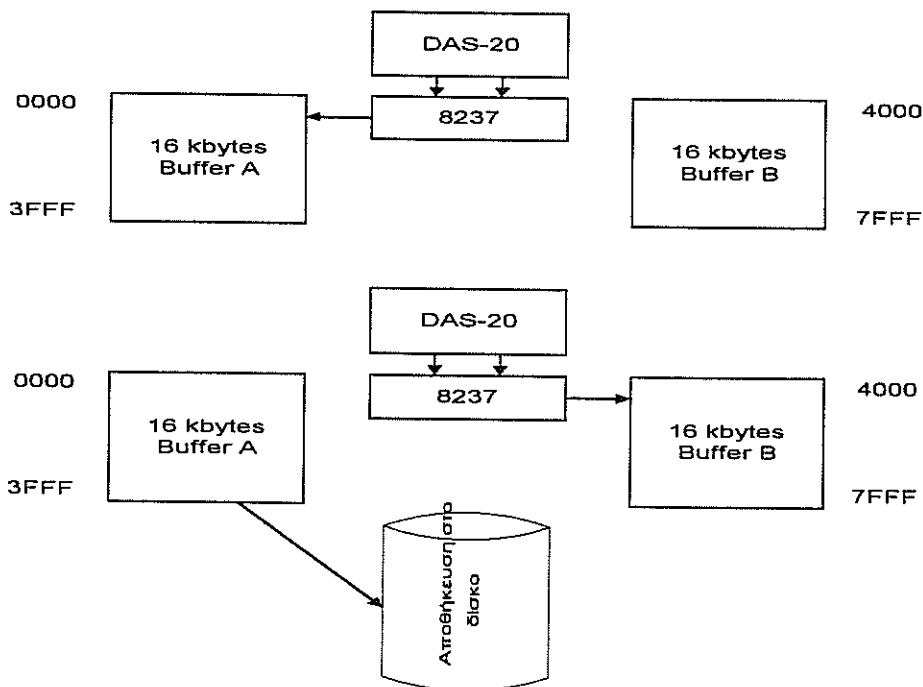 DAS-20
0000
8237
4000
16 kbytes
Buffer A
16 kbytes
Buffer B
3FFF
7FFF
DAS-20
0000
8237
4000
16 kbytes
Buffer A
16 kbytes
Buffer B
3FFF
7FFF
Αποθήκευση στο
δίσκο